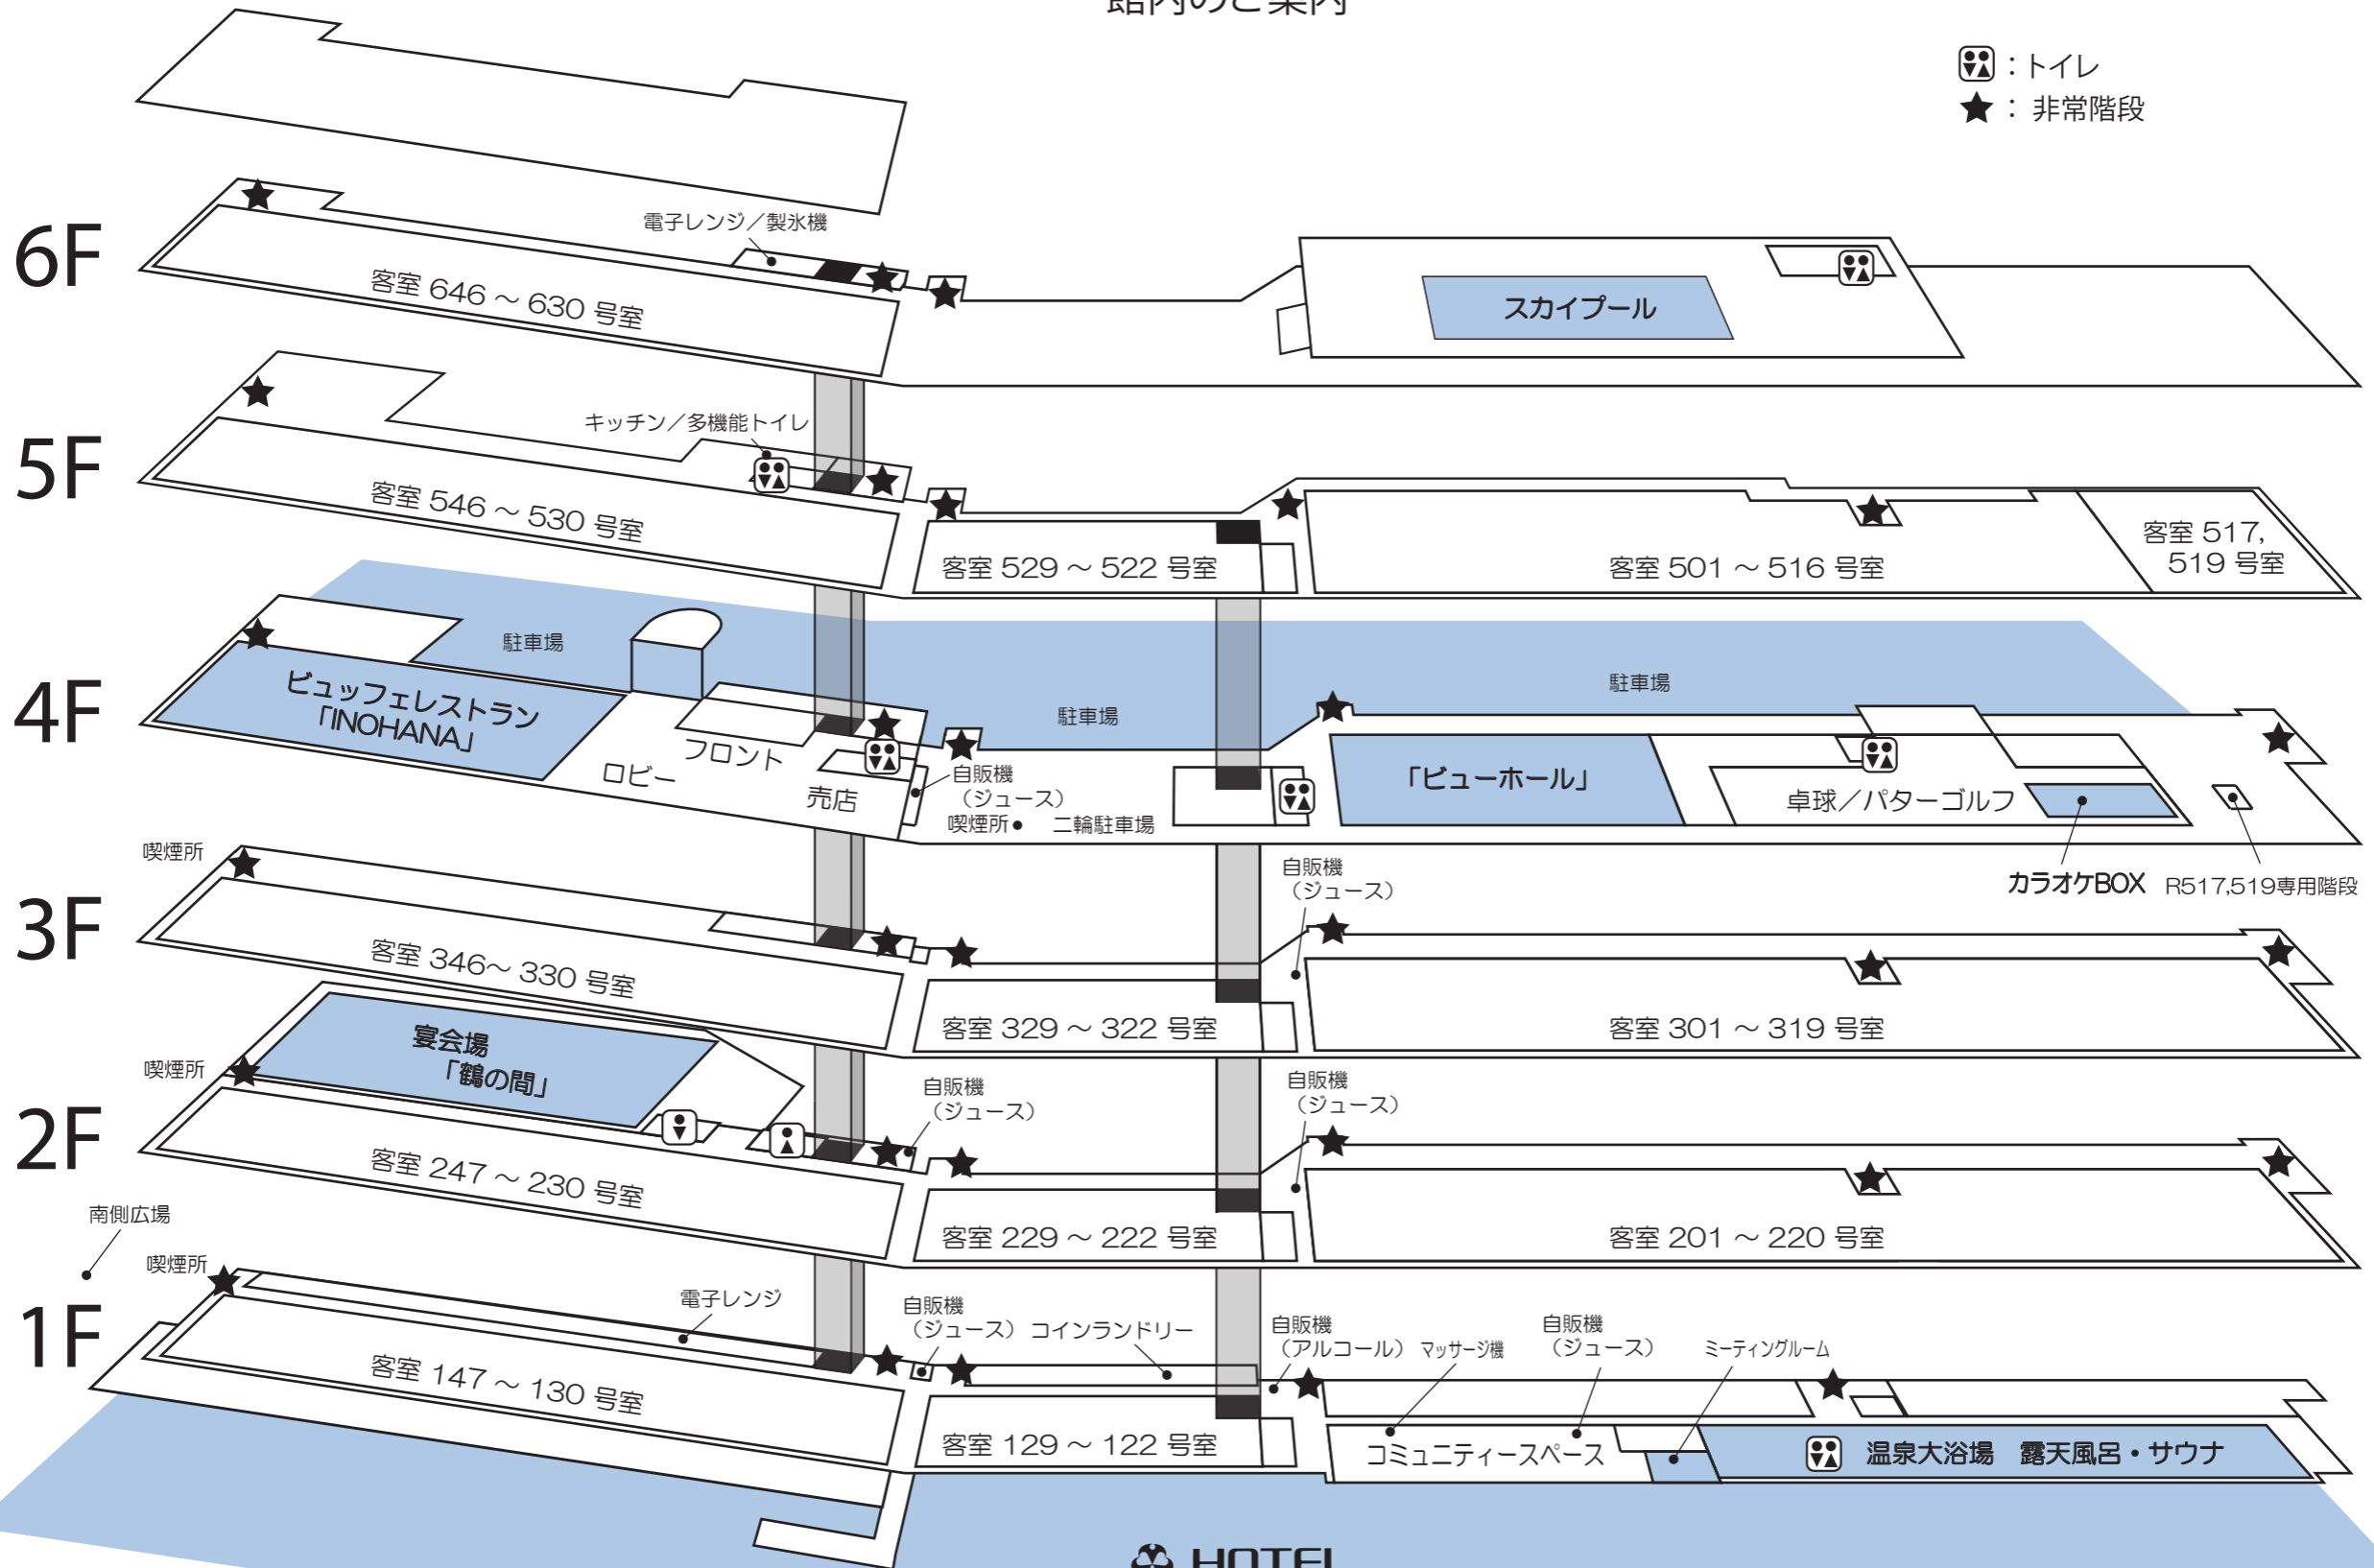 館内のご案内
：トイレ
★： 非常階段
6F
電子レンジ／製氷機
客室 646 ～ 630 号室
スカイプール
5F
キッチン／多機能トイレ
客室 546 ～ 530 号室
客室 529 ～ 522 号室
客室 501 ～ 516 号室
客室 517,
519 号室
4F
駐車場
ビュッフェレストラン
「INOHANA」
ロビー
フロント
売店
自販機
（ジュース）
喫煙所●
二輪駐車場
駐車場
駐車場
「ビューホール」
卓球／パターゴルフ
カラオケBOX
R517,519専用階段
3F
喫煙所
客室 346～ 330 号室
客室 329 ～ 322 号室
自販機
（ジュース）
客室 301 ～ 319 号室
2F
宴会場
「鶴の間」
喫煙所
客室 247 ～ 230 号室
自販機
（ジュース）
客室 229 ～ 222 号室
自販機
（ジュース）
客室 201 ～ 220 号室
1F
南側広場
喫煙所
電子レンジ
客室 147 ～ 130 号室
自販機
（ジュース）
コインランドリー
客室 129 ～ 122 号室
自販機
（アルコール）
マッサージ機
自販機
（ジュース）
ミーティングルーム
コミュニティースペース
温泉大浴場　露天風呂・サウナ
HOTEL